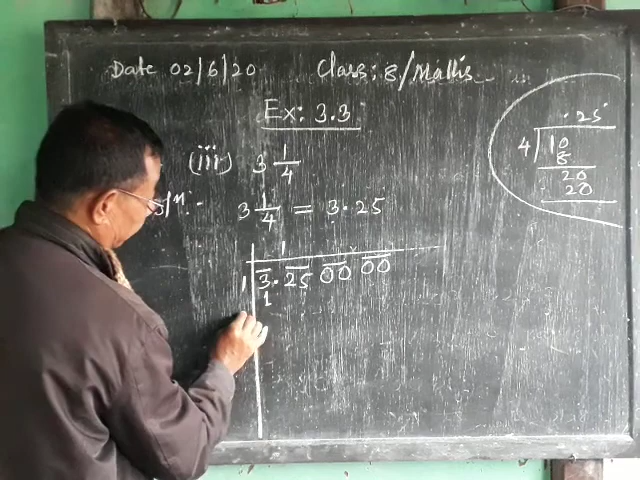 Date 02/6/20 Class: 8/Maths
Ex: 3.3
(iii) 3 1/4
3 1/4 = 3.25
1
1 3.25 00 00
1
.25
4 10
8
20
20